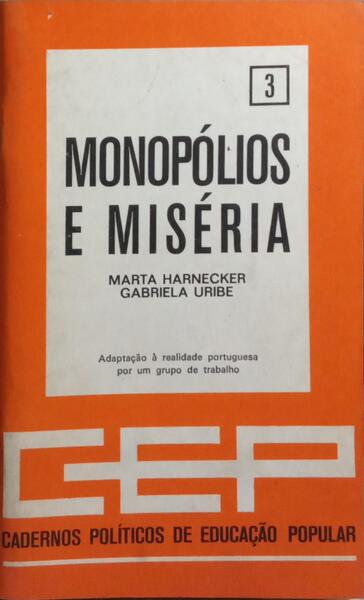 3
MONOPÓLIOS
E MISÉRIA
MARTA HARNECKER
GABRIELA URIBE
Adaptação à realidade portuguesa
por um grupo de trabalho
CEP
CADERNOS POLÍTICOS DE EDUCAÇÃO POPULAR